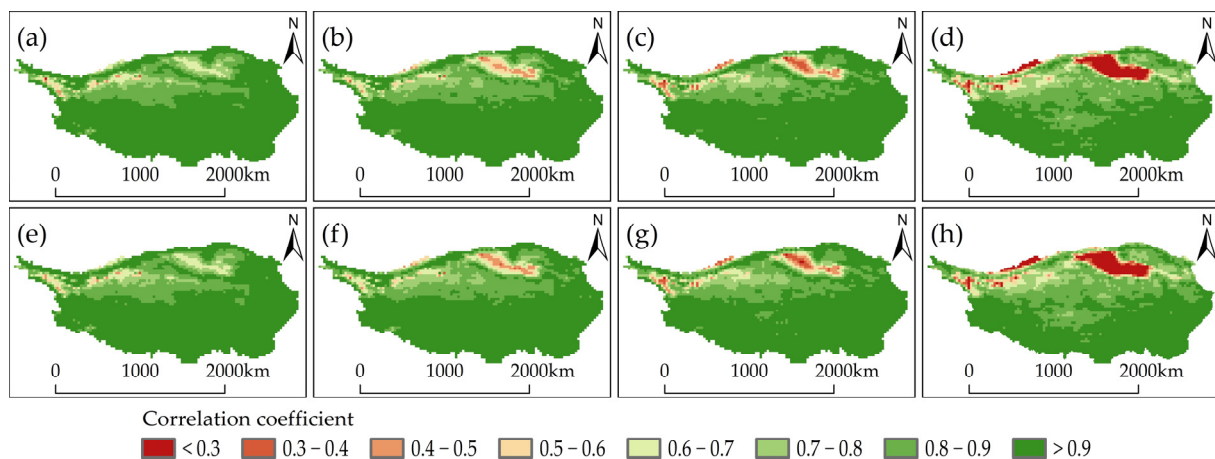 (a)
N
0 1000 2000km
(b)
N
0 1000 2000km
(c)
N
0 1000 2000km
(d)
N
0 1000 2000km
(e)
N
0 1000 2000km
(f)
N
0 1000 2000km
(g)
N
0 1000 2000km
(h)
N
0 1000 2000km
Correlation coefficient
< 0.3 0.3 – 0.4 0.4 – 0.5 0.5 – 0.6 0.6 – 0.7 0.7 – 0.8 0.8 – 0.9 > 0.9